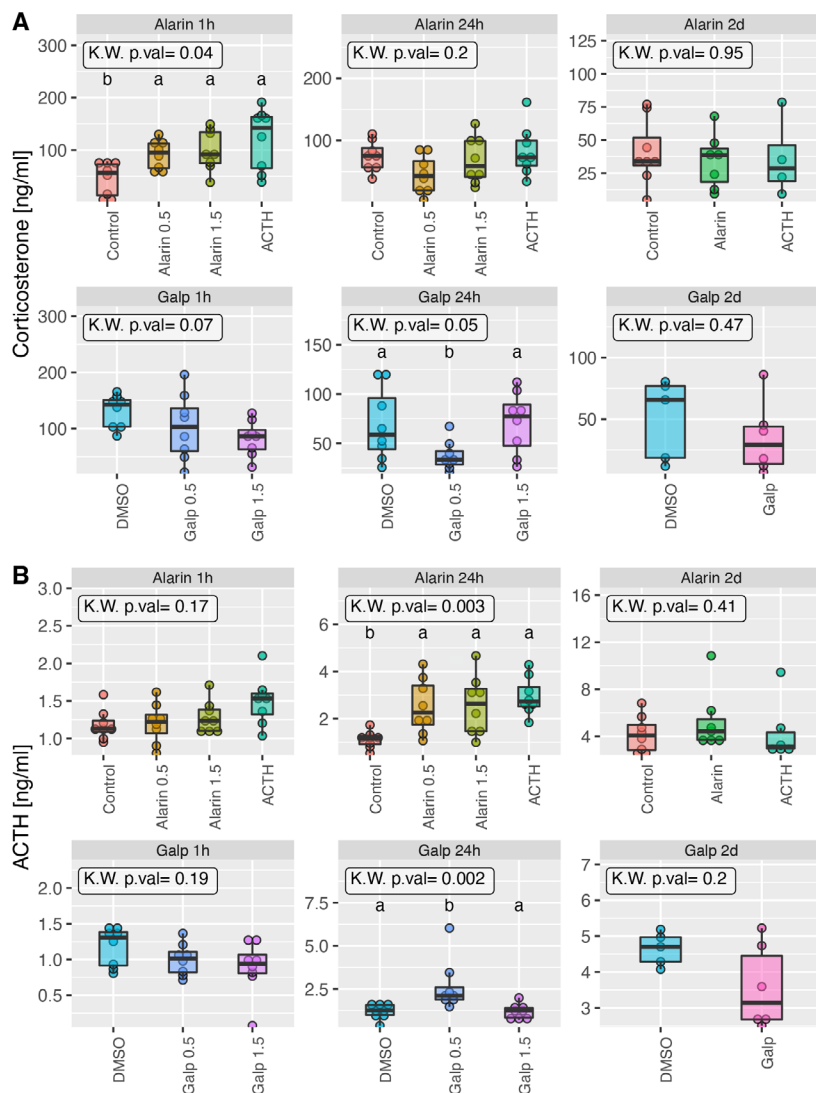 A
Alarin 1h
Alarin 24h
Alarin 2d
K.W. p.val= 0.04
K.W. p.val= 0.2
K.W. p.val= 0.95
b a a a
300
200
100
200
100
125
100
75
50
25
Control
Alarin 0.5
Alarin 1.5
ACTH
Control
Alarin 0.5
Alarin 1.5
ACTH
Control
Alarin
ACTH
Corticosterone [ng/ml]
Galp 1h
Galp 24h
Galp 2d
K.W. p.val= 0.07
K.W. p.val= 0.05
K.W. p.val= 0.47
a b a
300
200
100
150
100
50
100
50
DMSO
Galp 0.5
Galp 1.5
DMSO
Galp 0.5
Galp 1.5
DMSO
Galp
B
Alarin 1h
Alarin 24h
Alarin 2d
K.W. p.val= 0.17
K.W. p.val= 0.003
K.W. p.val= 0.41
b a a a
3.0
2.5
2.0
1.5
1.0
6
4
2
16
12
8
4
Control
Alarin 0.5
Alarin 1.5
ACTH
Control
Alarin 0.5
Alarin 1.5
ACTH
Control
Alarin
ACTH
ACTH [ng/ml]
Galp 1h
Galp 24h
Galp 2d
K.W. p.val= 0.19
K.W. p.val= 0.002
K.W. p.val= 0.2
a b a
2.0
1.5
1.0
0.5
7.5
5.0
2.5
7
6
5
4
3
DMSO
Galp 0.5
Galp 1.5
DMSO
Galp 0.5
Galp 1.5
DMSO
Galp